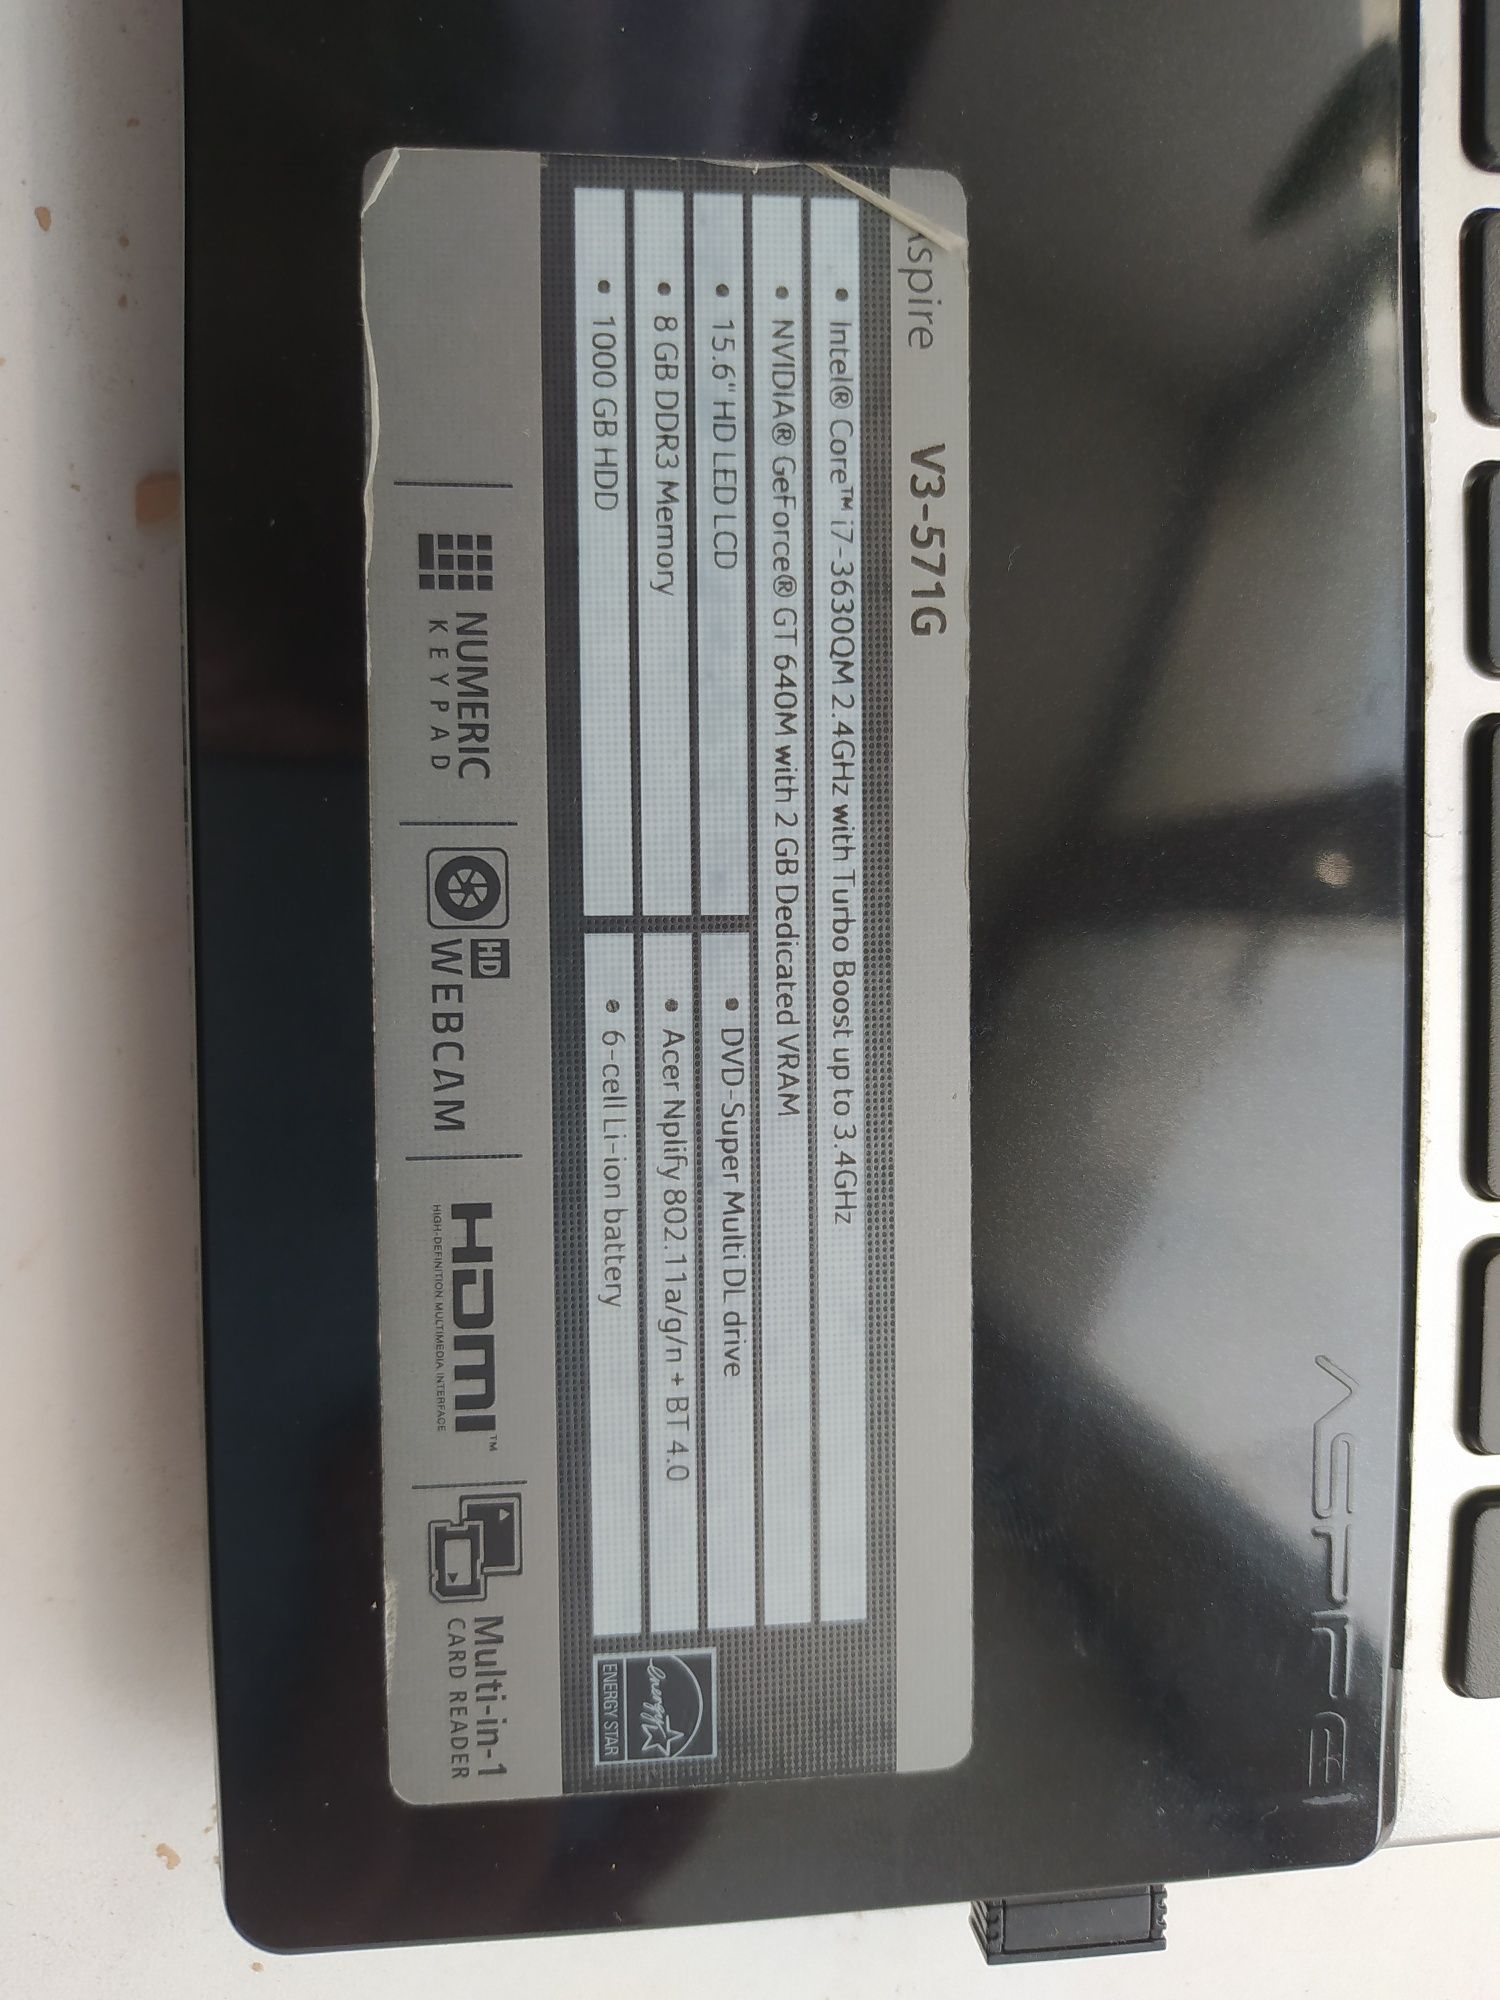 Aspire V3-571G
• Intel® Core™ i7-3630QM 2.4GHz with Turbo Boost up to 3.4GHz
• NVIDIA® GeForce® GT 640M with 2 GB Dedicated VRAM
• 15.6" HD LED LCD
• DVD-Super Multi DL drive
• 8 GB DDR3 Memory
• Acer Nplify 802.11a/g/n + BT 4.0
• 1000 GB HDD
• 6-cell Li-ion battery
energy
ENERGY STAR
NUMERIC
KEYPAD
HD
WEBCAM
HDMI™
HIGH-DEFINITION MULTIMEDIA INTERFACE
Multi-in-1
CARD READER
ASPIRE